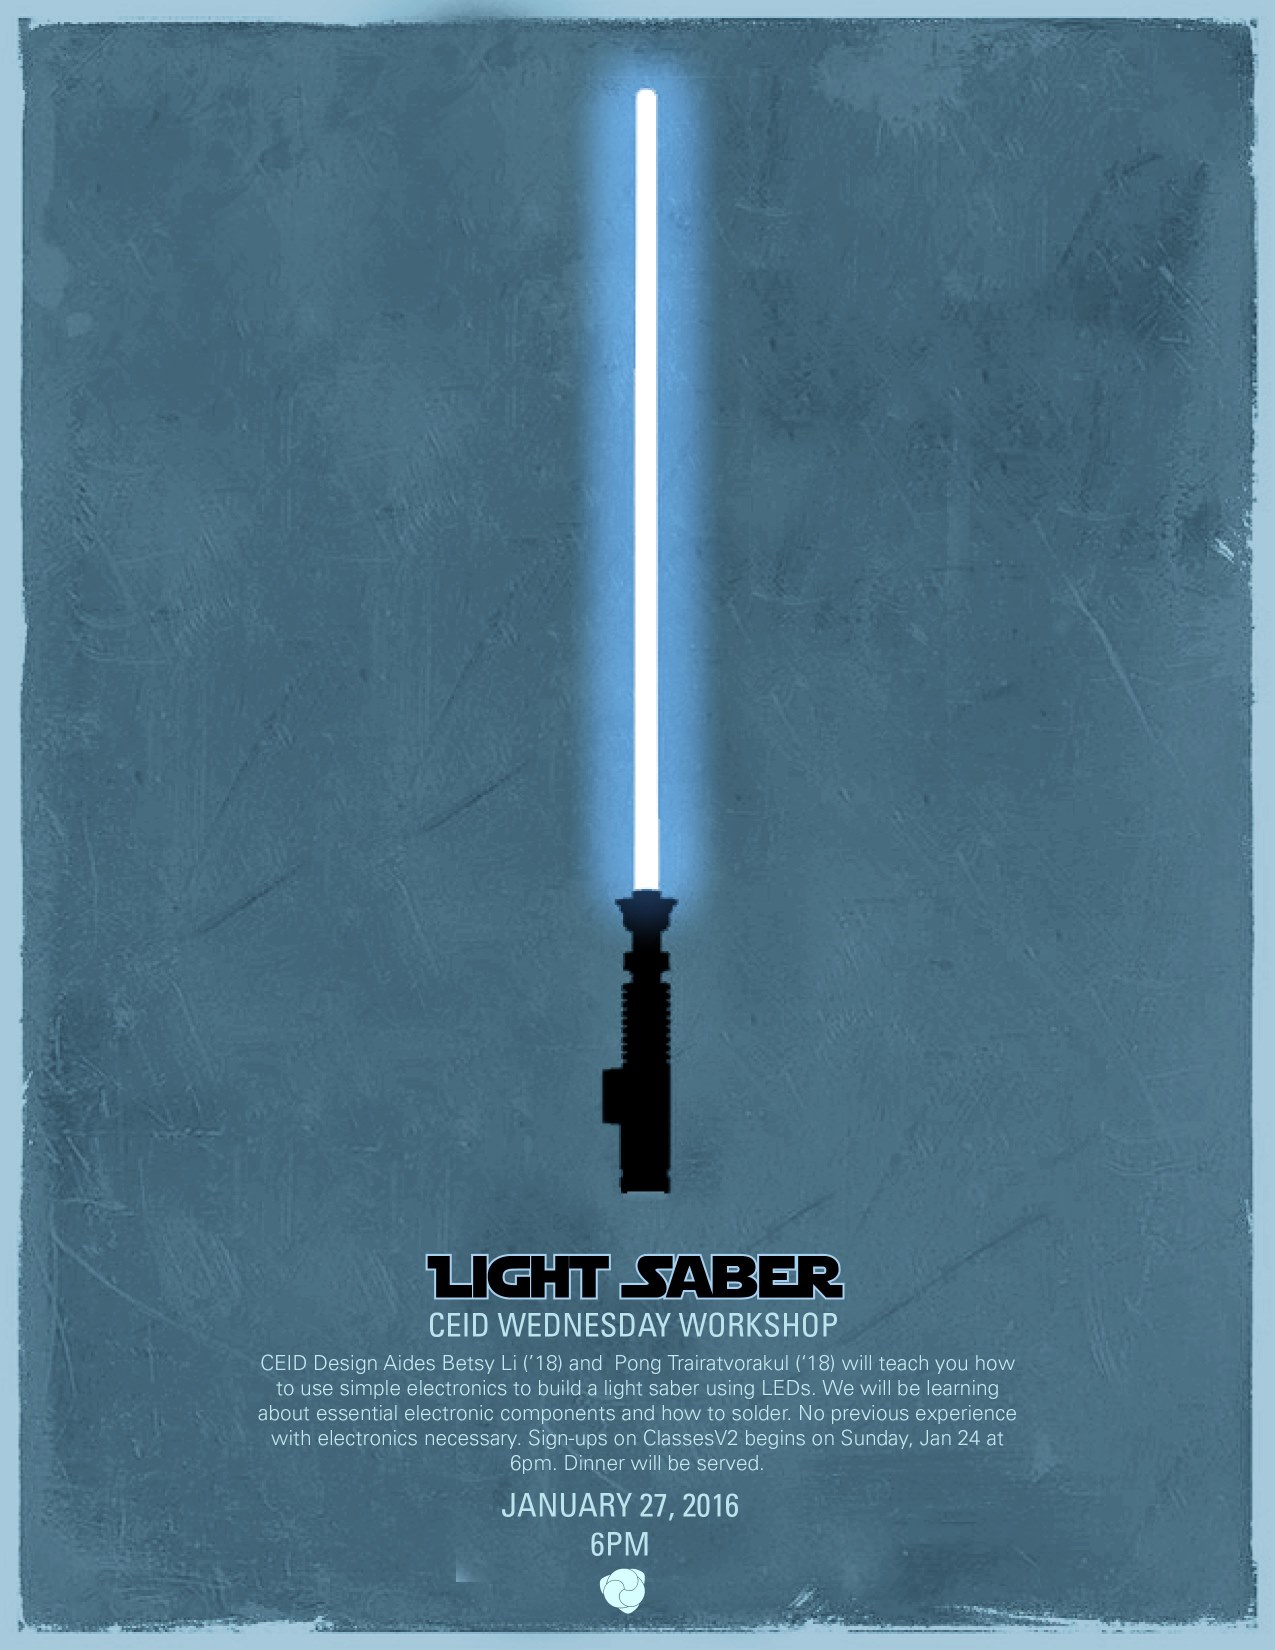 LIGHT SABER
CEID WEDNESDAY WORKSHOP
CEID Design Aides Betsy Li ('18) and  Pong Trairatvorakul ('18) will teach you how
to use simple electronics to build a light saber using LEDs. We will be learning
about essential electronic components and how to solder. No previous experience
with electronics necessary. Sign-ups on ClassesV2 begins on Sunday, Jan 24 at
6pm. Dinner will be served.
JANUARY 27, 2016
6PM